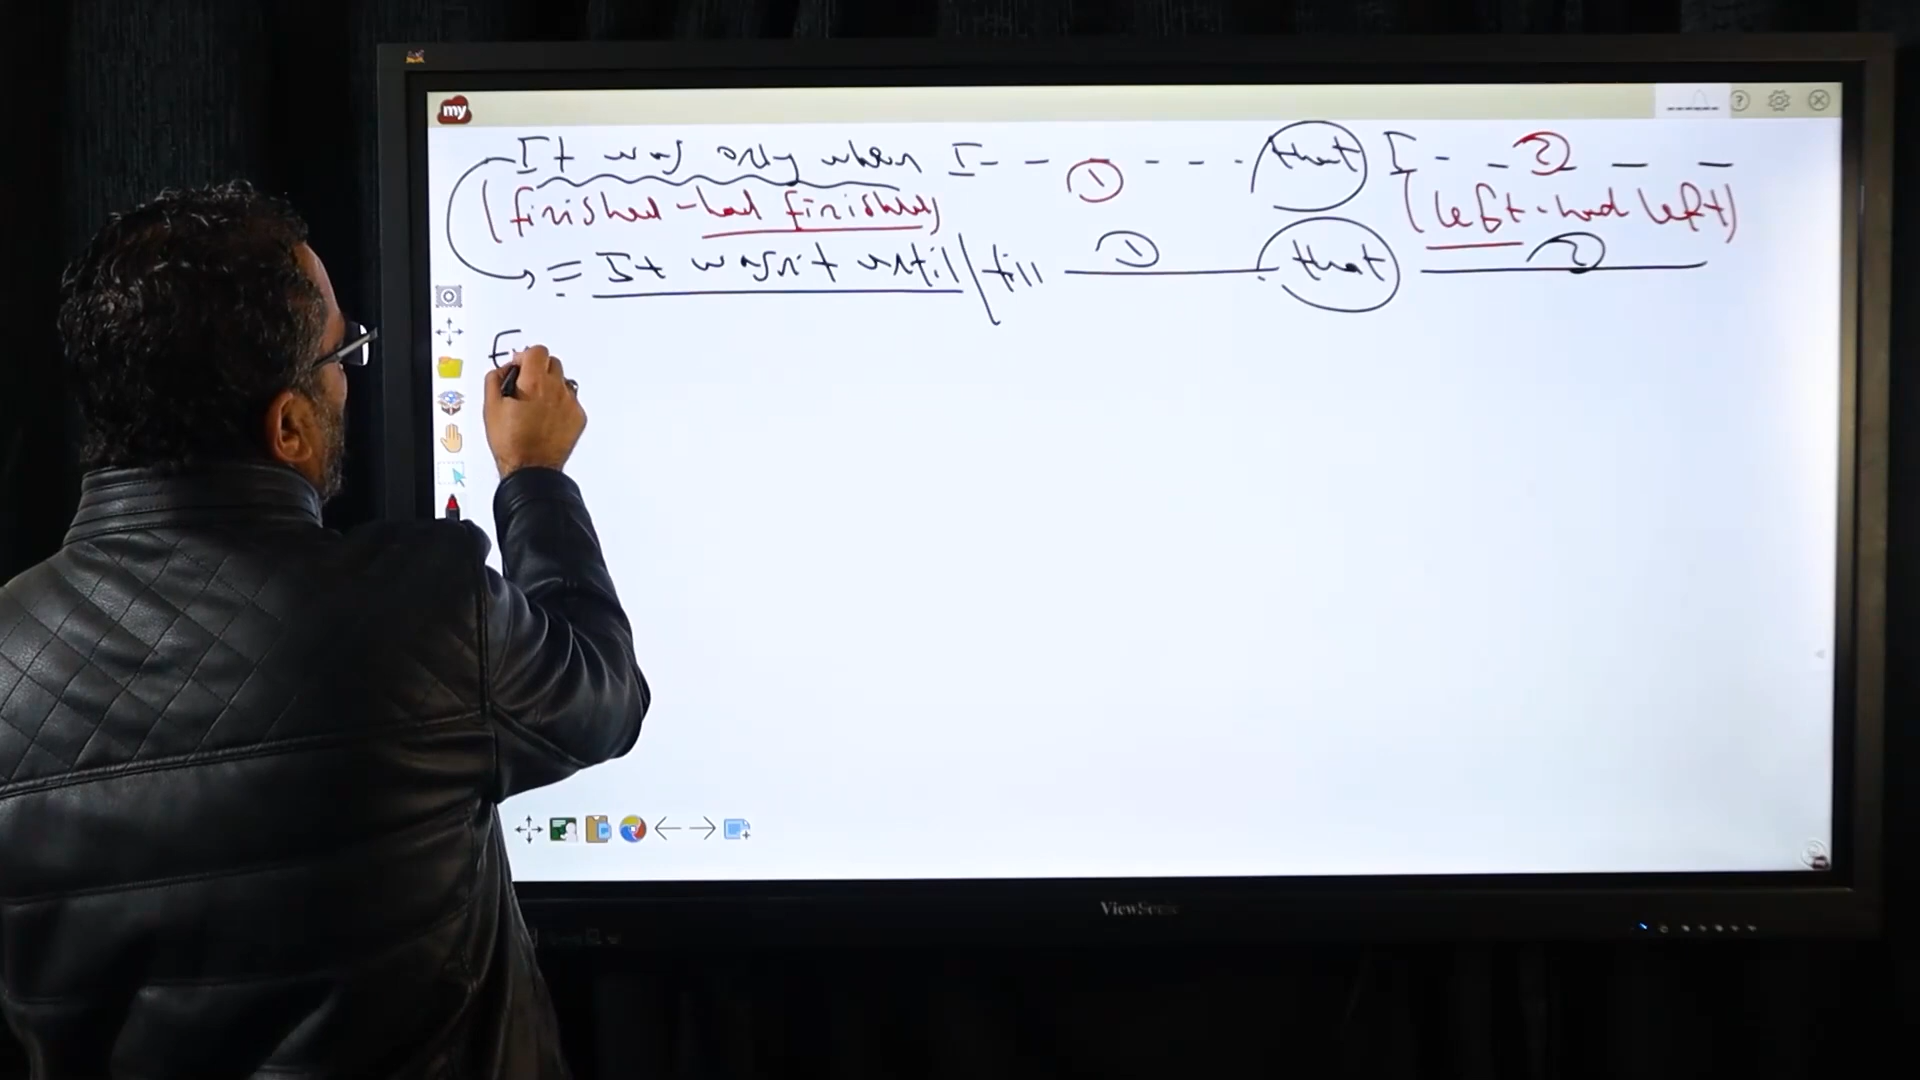 my
It was only when I - - - - - - that I - - - -
① ②
(finished - had finished) (left - had left)
= It wasn't until / till ① that ②
ViewSonic